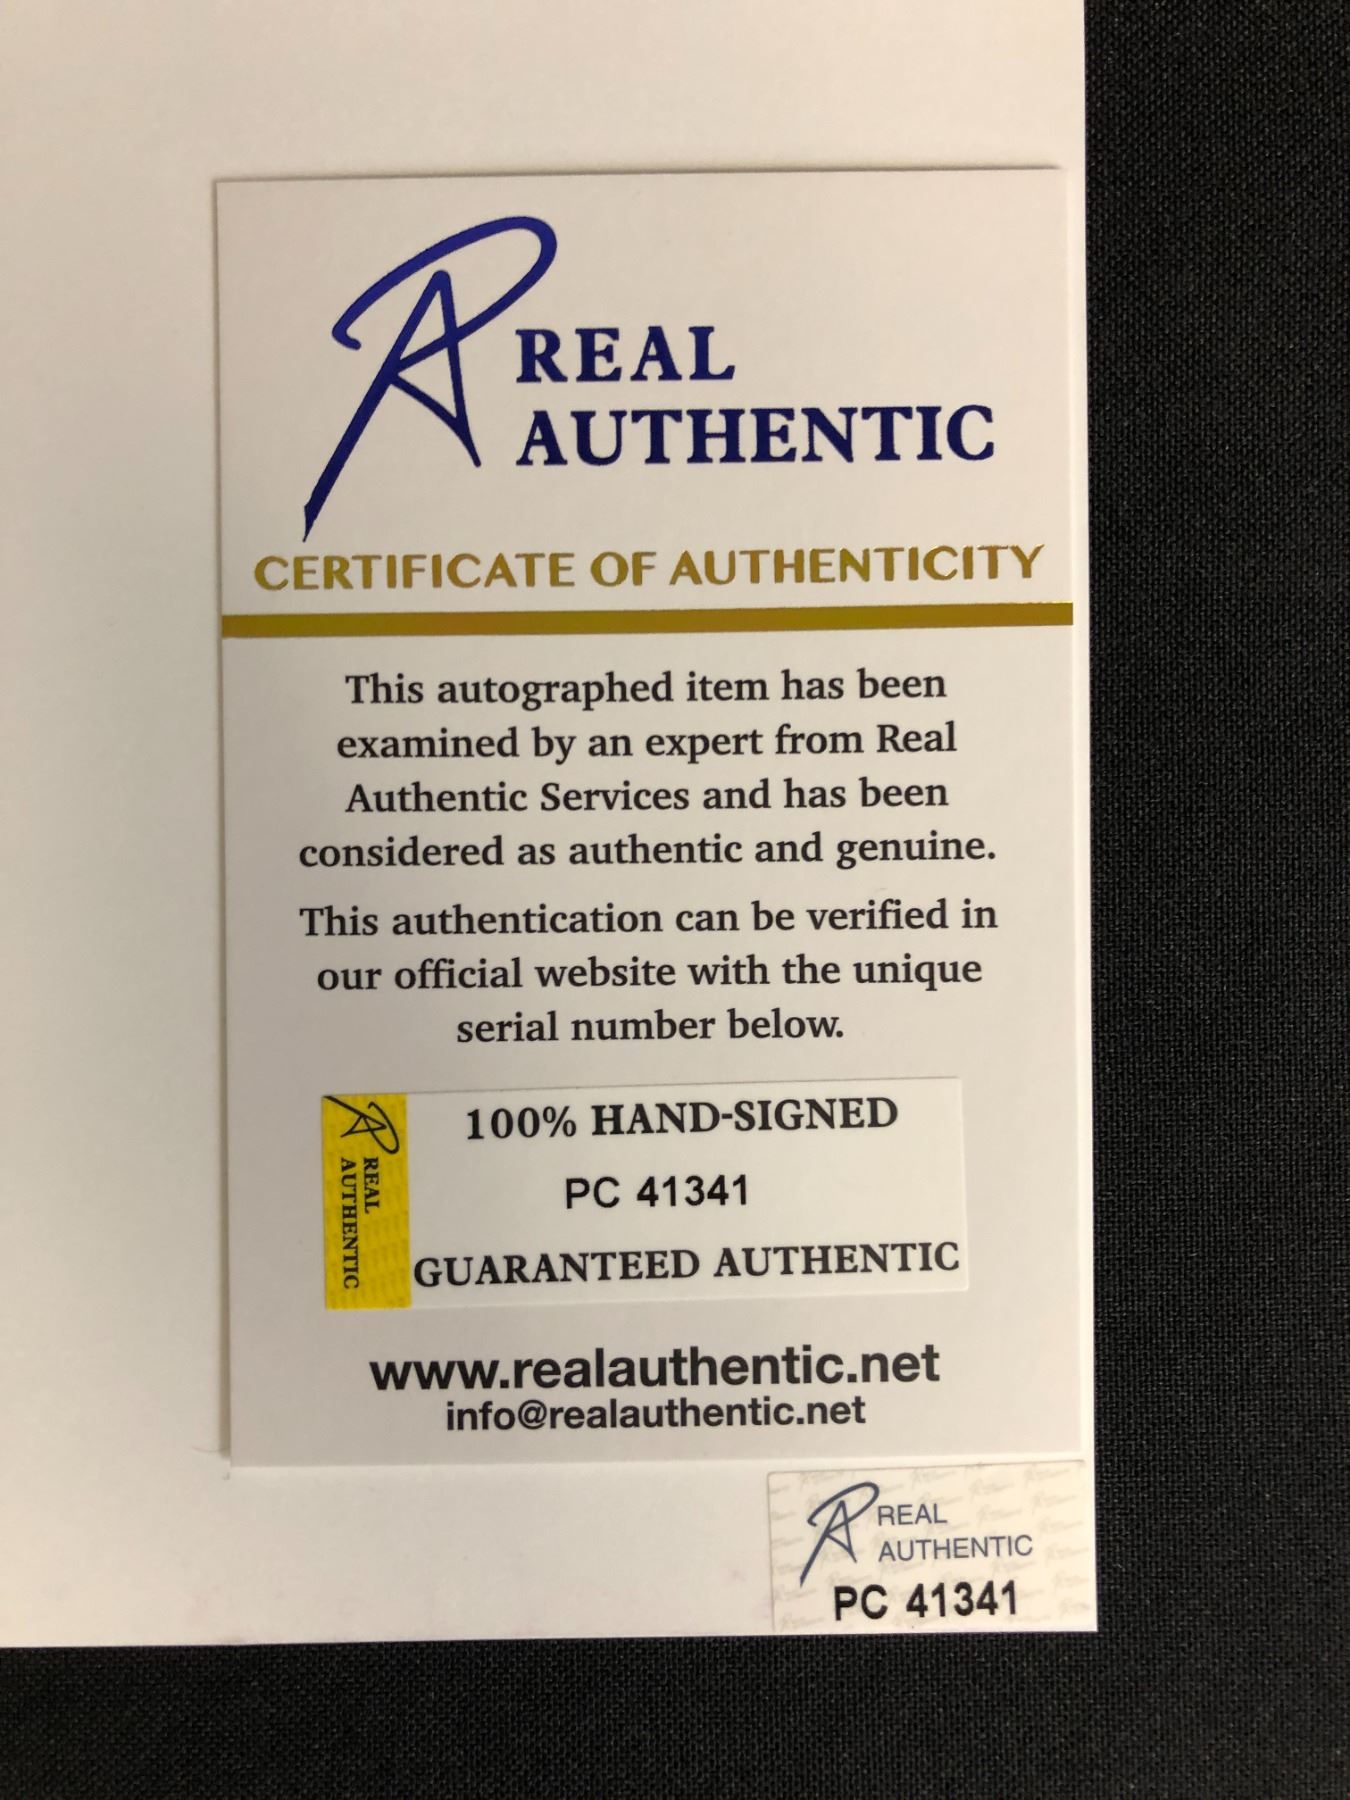 REAL
AUTHENTIC
CERTIFICATE OF AUTHENTICITY
This autographed item has been
examined by an expert from Real
Authentic Services and has been
considered as authentic and genuine.
This authentication can be verified in
our official website with the unique
serial number below.
REAL
AUTHENTIC
100% HAND-SIGNED
PC 41341
GUARANTEED AUTHENTIC
www.realauthentic.net
info@realauthentic.net
REAL
AUTHENTIC
PC 41341